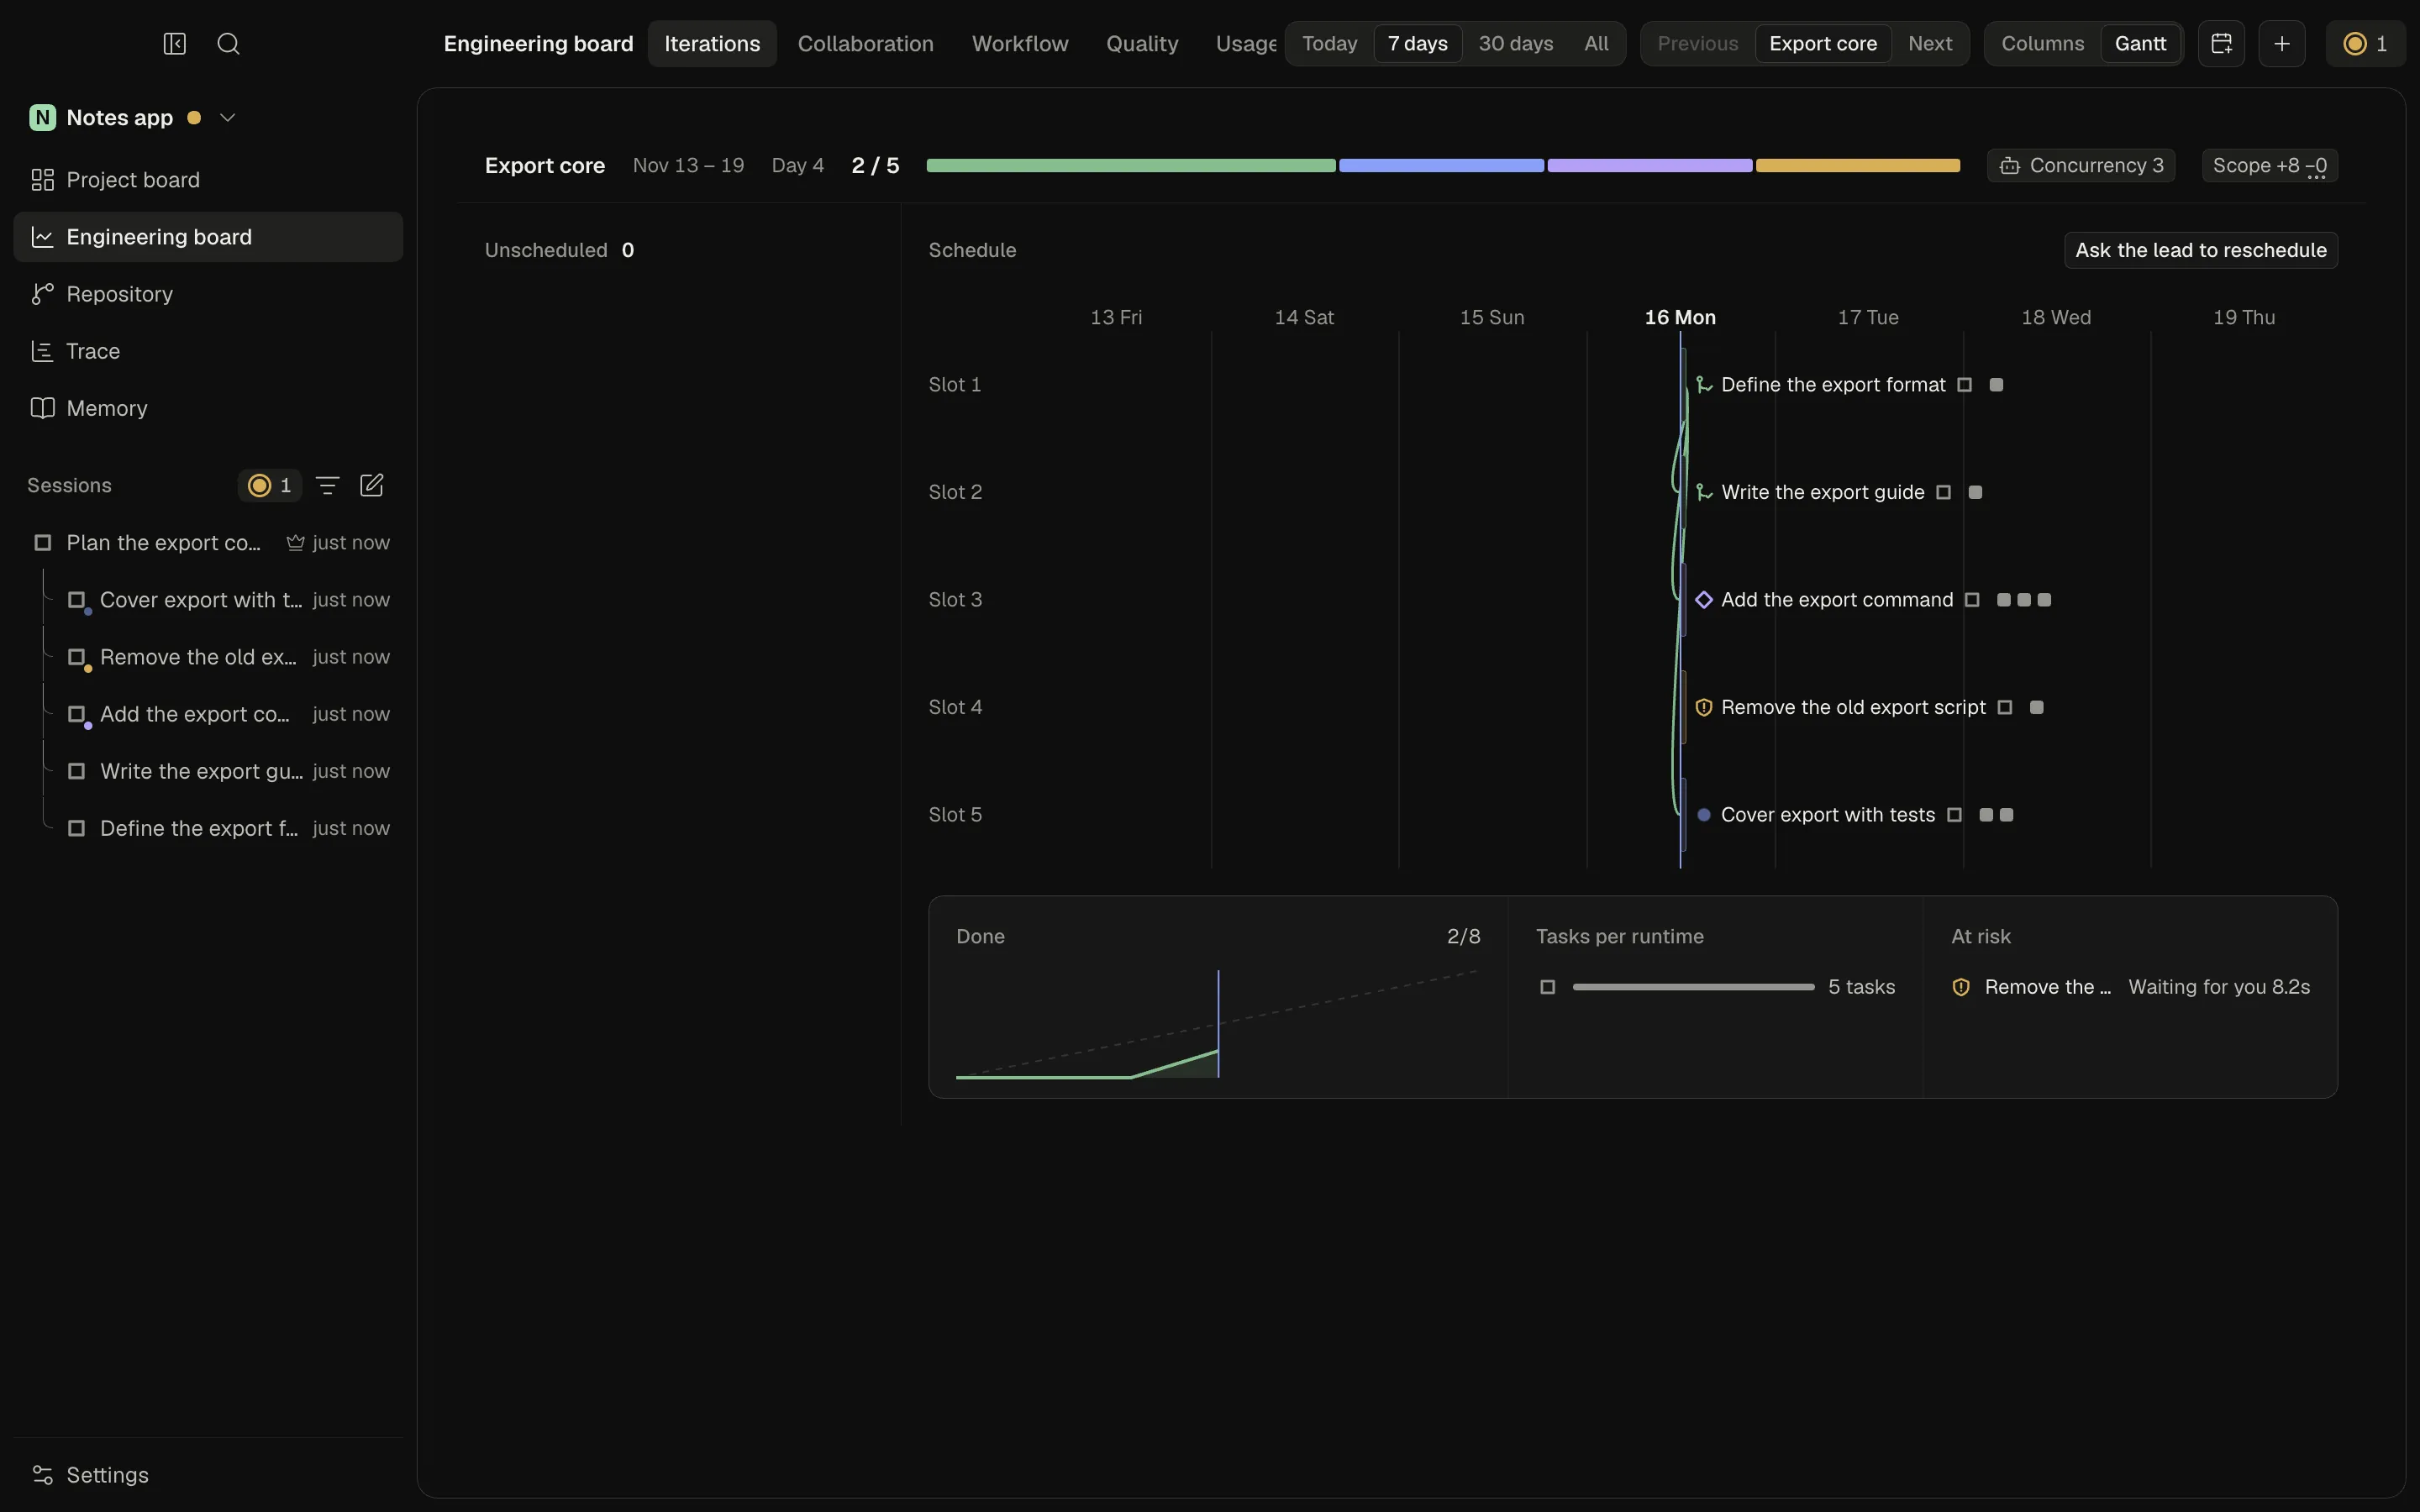 Engineering board Iterations Collaboration Workflow Quality Usage Today 7 days 30 days All Previous Export core Next Columns Gantt 1
N Notes app
Project board
Engineering board
Repository
Trace
Memory
Sessions 1
Plan the export co... just now
Cover export with t... just now
Remove the old ex... just now
Add the export co... just now
Write the export gu... just now
Define the export f... just now
Settings
Export core Nov 13 – 19 Day 4 2 / 5 Concurrency 3 Scope +8 −0
Unscheduled 0
Schedule Ask the lead to reschedule
13 Fri 14 Sat 15 Sun 16 Mon 17 Tue 18 Wed 19 Thu
Slot 1 Define the export format
Slot 2 Write the export guide
Slot 3 Add the export command
Slot 4 Remove the old export script
Slot 5 Cover export with tests
Done 2/8
Tasks per runtime
5 tasks
At risk
Remove the ... Waiting for you 8.2s